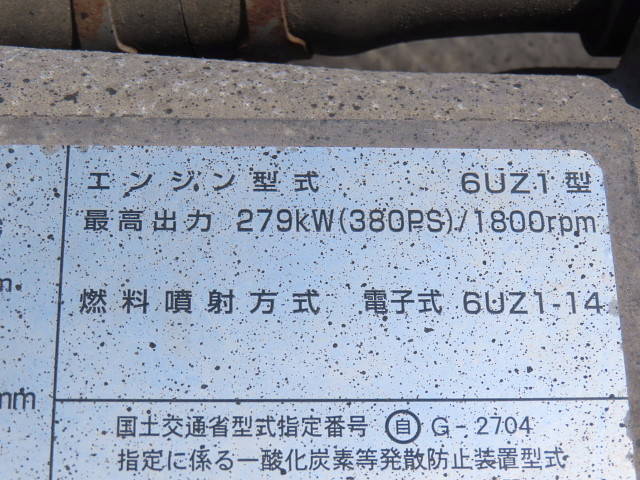 エンジン型式 6UZ1型
最高出力 279kW(380PS)/1800rpm
燃料噴射方式 電子式 6UZ1-14
mm
国土交通省型式指定番号 自 G-2704
指定に係る一酸化炭素等発散防止装置型式